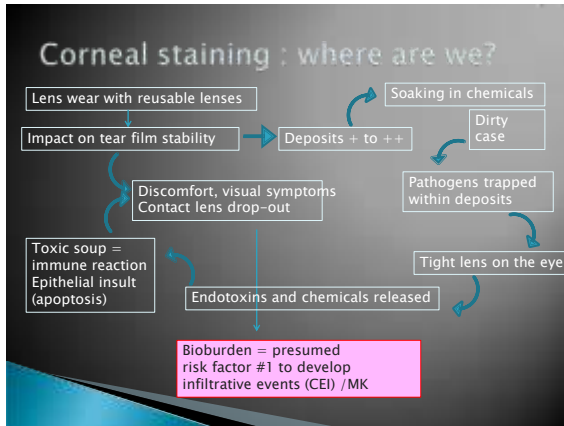 Corneal staining : where are we?
Lens wear with reusable lenses
Soaking in chemicals
Impact on tear film stability
Deposits + to ++
Dirty
case
Discomfort, visual symptoms
Contact lens drop-out
Pathogens trapped
within deposits
Toxic soup =
immune reaction
Epithelial insult
(apoptosis)
Tight lens on the eye
Endotoxins and chemicals released
Bioburden = presumed
risk factor #1 to develop
infiltrative events (CEI) /MK